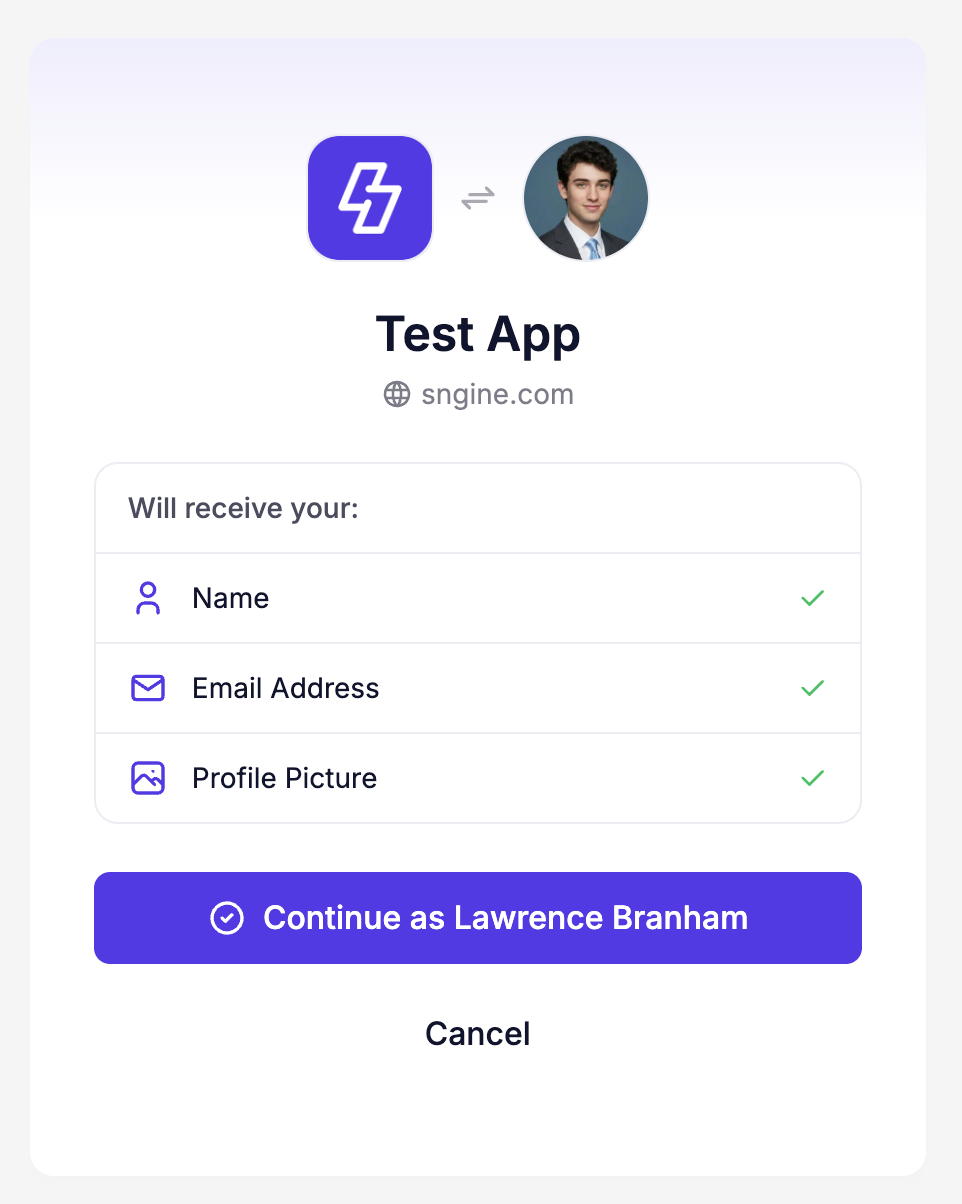 Test App
sngine.com
Will receive your:
Name
Email Address
Profile Picture
Continue as Lawrence Branham
Cancel